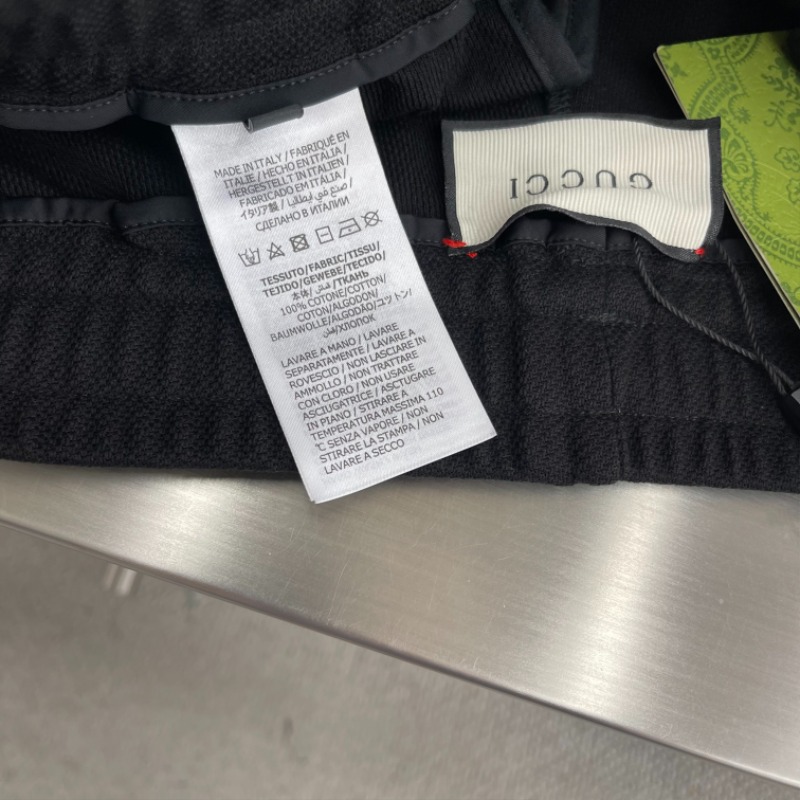 MADE IN ITALY / FABRIQUÉ EN
ITALIE / HECHO EN ITALIA /
HERGESTELLT IN ITALIEN /
FABRICADO EM ITÁLIA /
イタリア製 / صنع في إيطاليا /
СДЕЛАНО В ИТАЛИИ
TESSUTO/FABRIC/TISSU/
TEJIDO/GEWEBE/TECIDO/
本体/قماش/ТКАНЬ
100% COTONE/COTTON/
COTON/ALGODON/
BAUMWOLLE/ALGODÃO/コットン/
قطن/ХЛОПОК
LAVARE A MANO / LAVARE
SEPARATAMENTE / LAVARE A
ROVESCIO / NON LASCIARE IN
AMMOLLO / NON TRATTARE
CON CLORO / NON USARE
ASCIUGATRICE / ASCTUGARE
IN PIANO / STIRARE A
TEMPERATURA MASSIMA 110
°C SENZA VAPORE / NON
STIRARE LA STAMPA / NON
LAVARE A SECCO
GUCCI